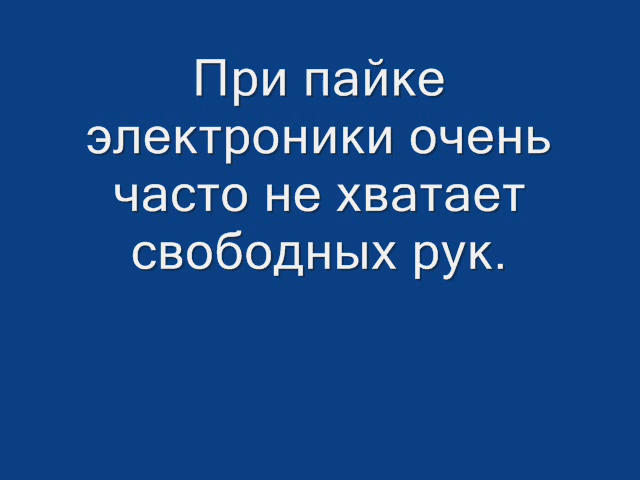 При пайке
электроники очень
часто не хватает
свободных рук.